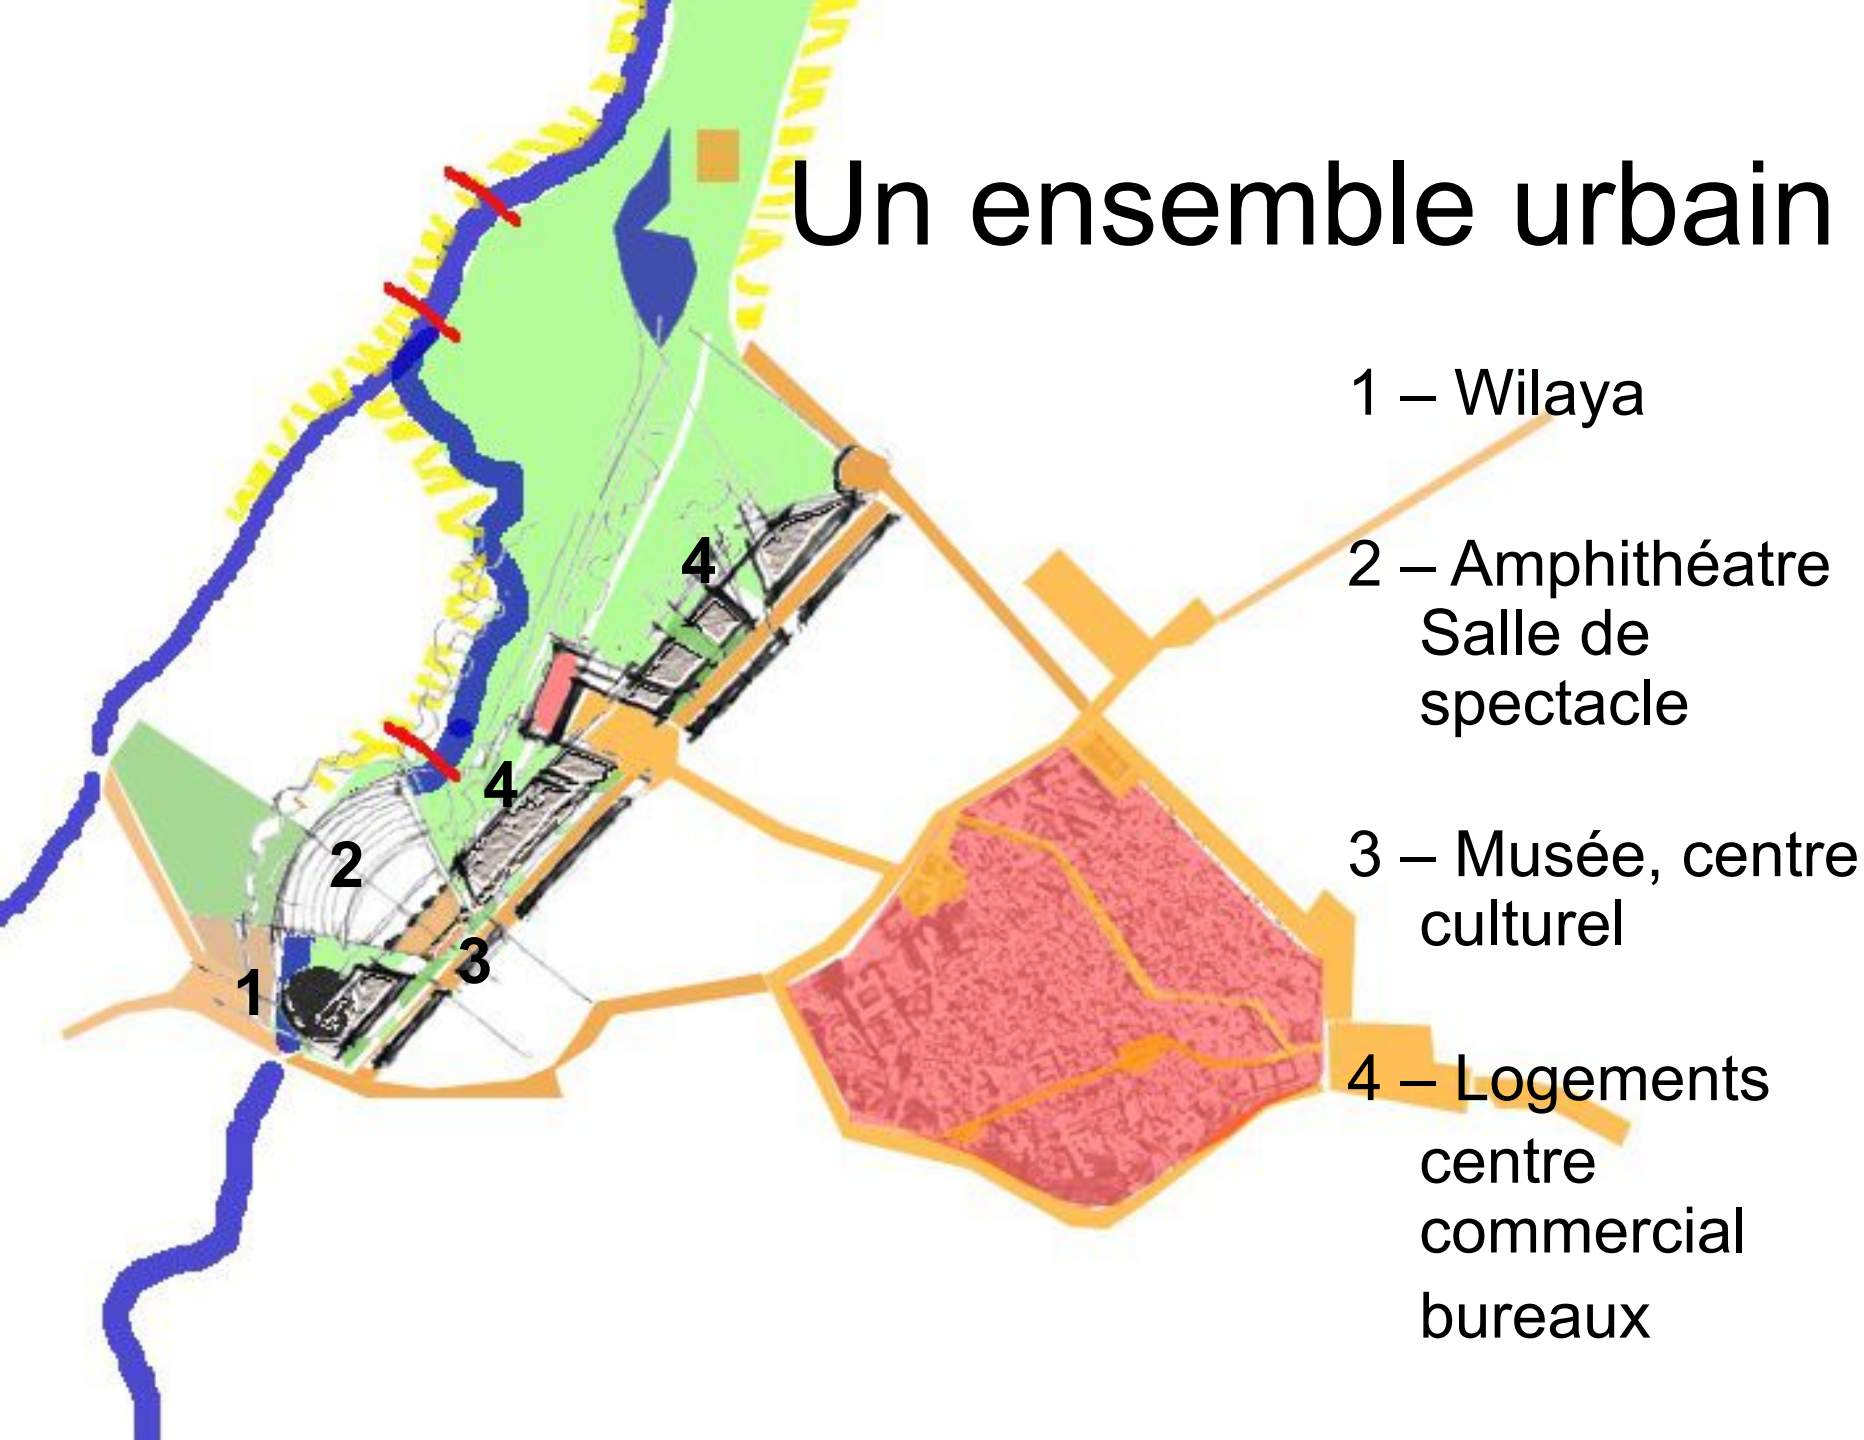 Un ensemble urbain
1 – Wilaya
2 – Amphithéatre
Salle de
spectacle
3 – Musée, centre
culturel
4 – Logements
centre
commercial
bureaux
4
4
2
3
1